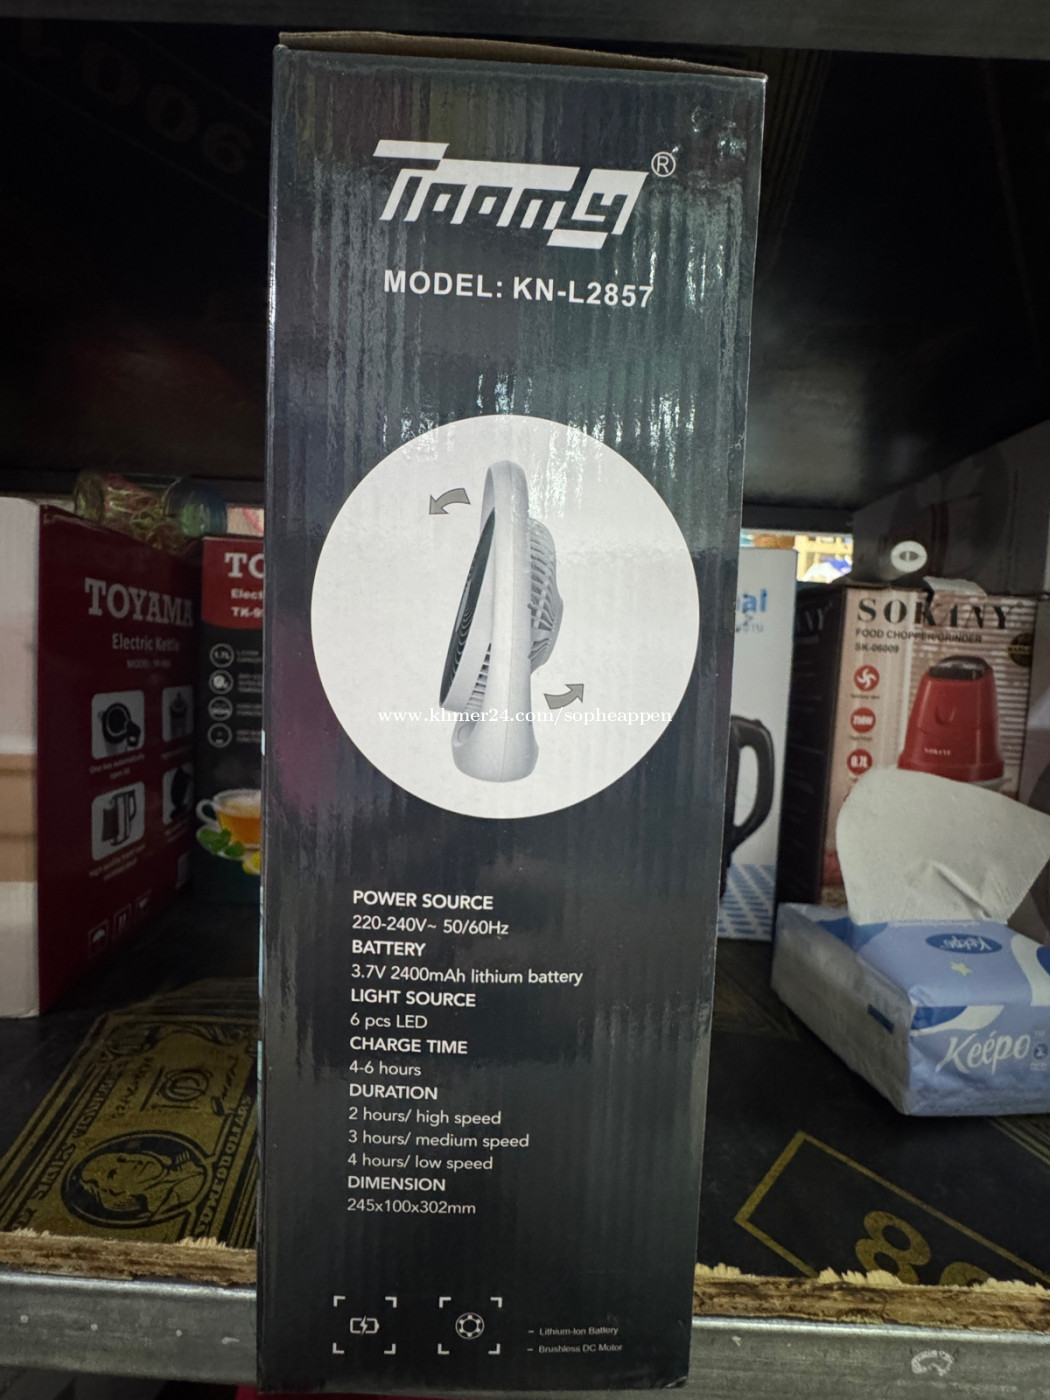 ®
MODEL: KN-L2857
www.khmer24.com/sopheappen
POWER SOURCE
220-240V~ 50/60Hz
BATTERY
3.7V 2400mAh lithium battery
LIGHT SOURCE
6 pcs LED
CHARGE TIME
4-6 hours
DURATION
2 hours/ high speed
3 hours/ medium speed
4 hours/ low speed
DIMENSION
245x100x302mm
– Lithium-Ion Battery
– Brushless DC Motor
TOYAMA
Electric Kettle
SOKANY
FOOD CHOPPER/GRINDER
SK-06009
SOKANY
Keépo
Keépo